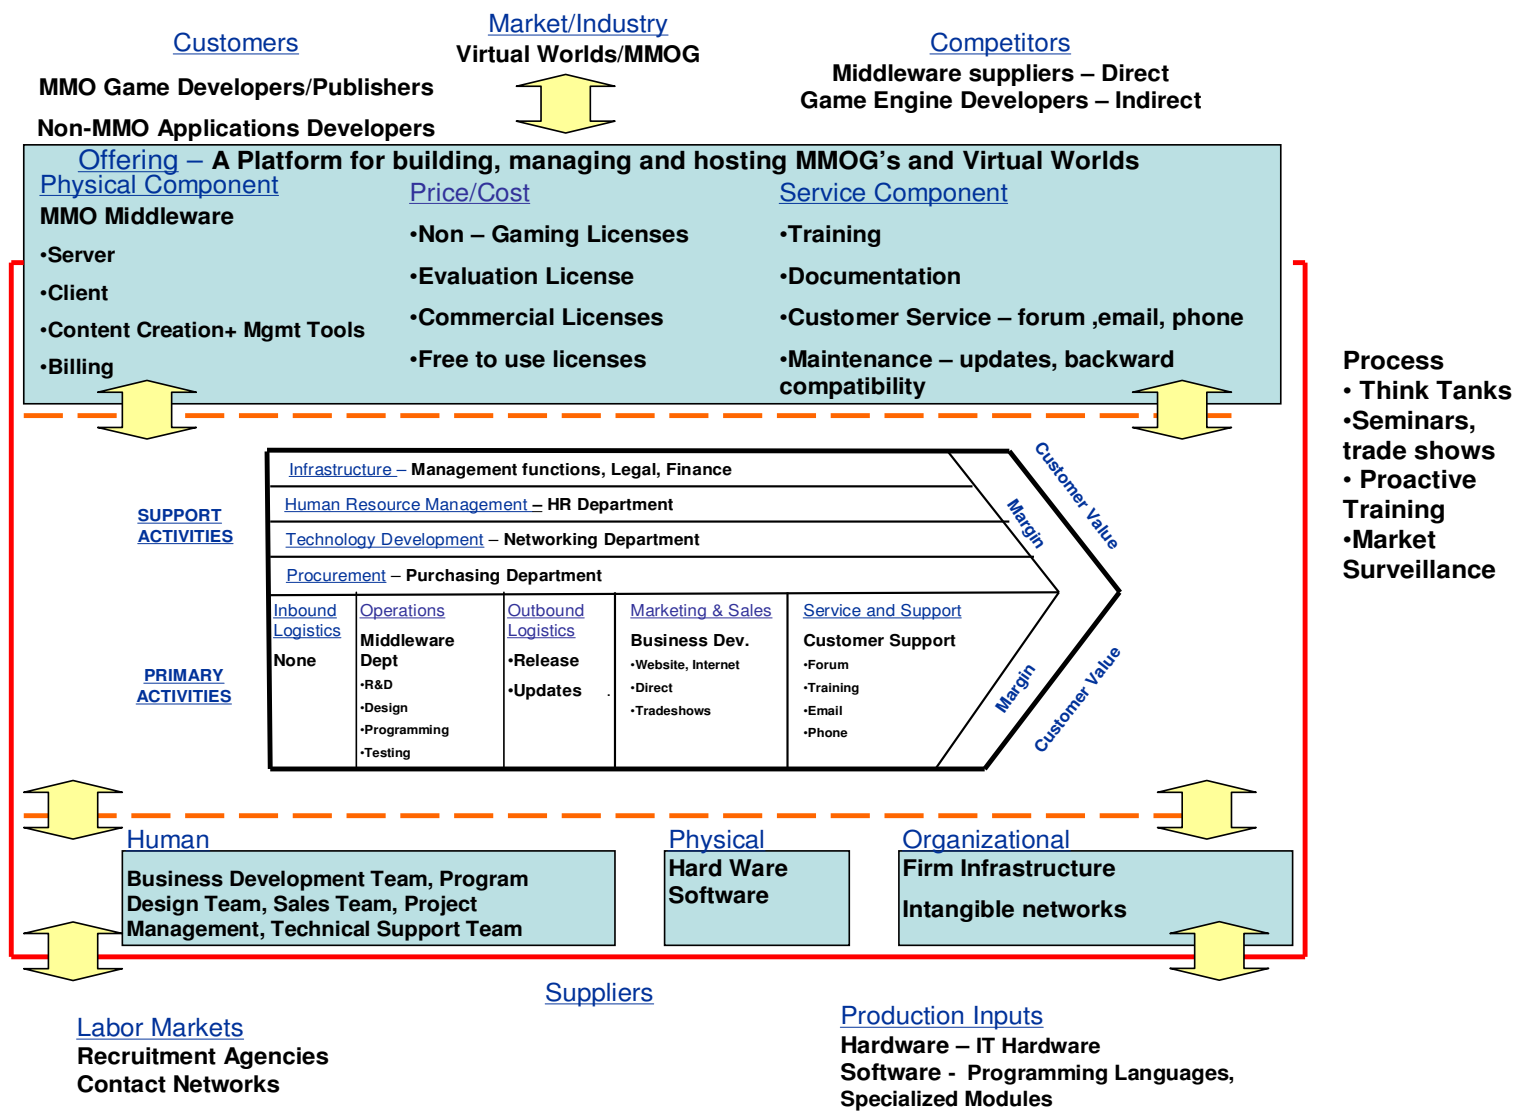 Market/Industry
Virtual Worlds/MMOG
Customers
MMO Game Developers/Publishers
Non-MMO Applications Developers
Competitors
Middleware suppliers – Direct
Game Engine Developers – Indirect
Offering – A Platform for building, managing and hosting MMOG's and Virtual Worlds
Physical Component
MMO Middleware
•Server
•Client
•Content Creation+ Mgmt Tools
•Billing
Price/Cost
•Non – Gaming Licenses
•Evaluation License
•Commercial Licenses
•Free to use licenses
Service Component
•Training
•Documentation
•Customer Service – forum ,email, phone
•Maintenance – updates, backward
compatibility
Process
• Think Tanks
•Seminars,
trade shows
• Proactive
Training
•Market
Surveillance
SUPPORT
ACTIVITIES
Infrastructure – Management functions, Legal, Finance
Human Resource Management – HR Department
Technology Development – Networking Department
Procurement – Purchasing Department
Margin
Customer Value
PRIMARY
ACTIVITIES
Inbound
Logistics
None
Operations
Middleware
Dept
•R&D
•Design
•Programming
•Testing
Outbound
Logistics
•Release
•Updates .
Marketing & Sales
Business Dev.
•Website, Internet
•Direct
•Tradeshows
Service and Support
Customer Support
•Forum
•Training
•Email
•Phone
Margin
Customer Value
Human
Business Development Team, Program
Design Team, Sales Team, Project
Management, Technical Support Team
Physical
Hard Ware
Software
Organizational
Firm Infrastructure
Intangible networks
Suppliers
Labor Markets
Recruitment Agencies
Contact Networks
Production Inputs
Hardware – IT Hardware
Software - Programming Languages,
Specialized Modules